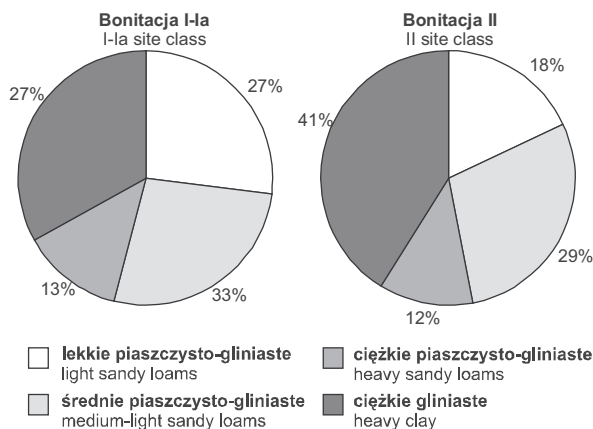 Bonitacja I-Ia
I-Ia site class
27%
27%
13%
33%
Bonitacja II
II site class
18%
41%
29%
12%
lekkie piaszczysto-gliniaste
light sandy loams
średnie piaszczysto-gliniaste
medium-light sandy loams
ciężkie piaszczysto-gliniaste
heavy sandy loams
ciężkie gliniaste
heavy clay